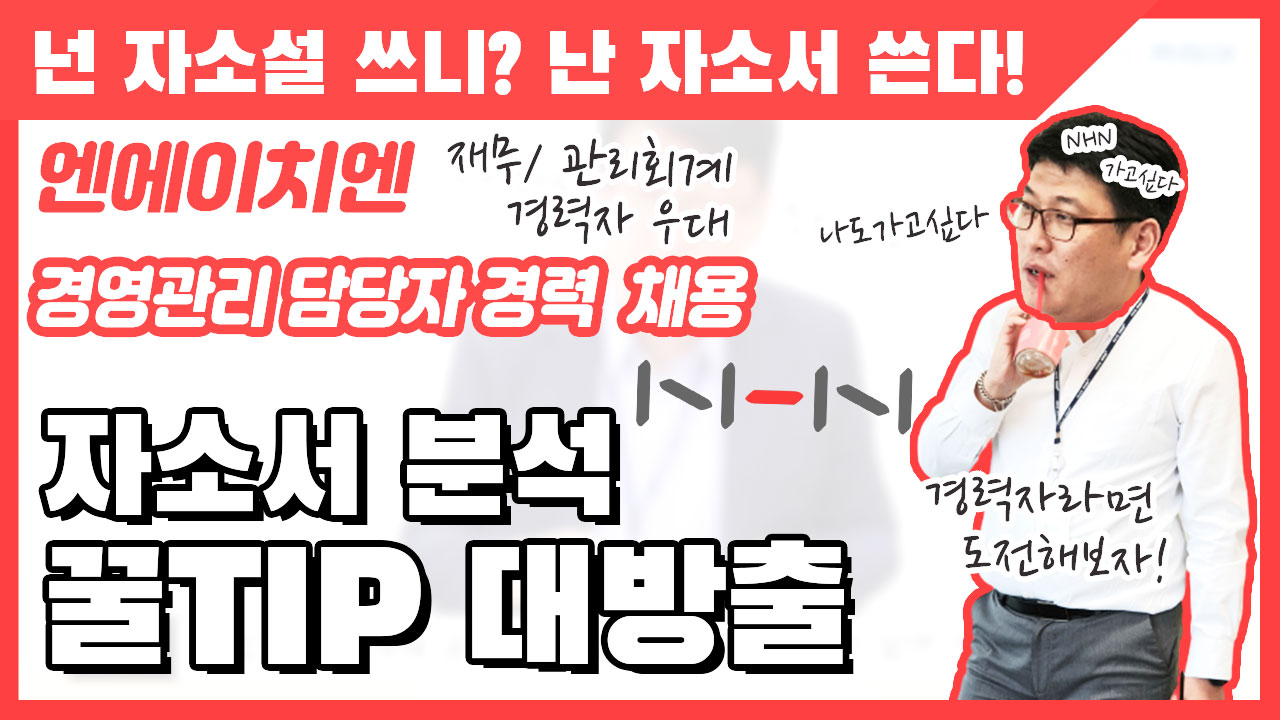 넌 자소설 쓰니? 난 자소서 쓴다!
엔에이치엔
재무/ 관리회계
경력자 우대
경영관리 담당자 경력 채용
NHN
가고싶다
나도가고싶다
NHN
자소서 분석
꿀TIP 대방출
경력자라면
도전해보자!